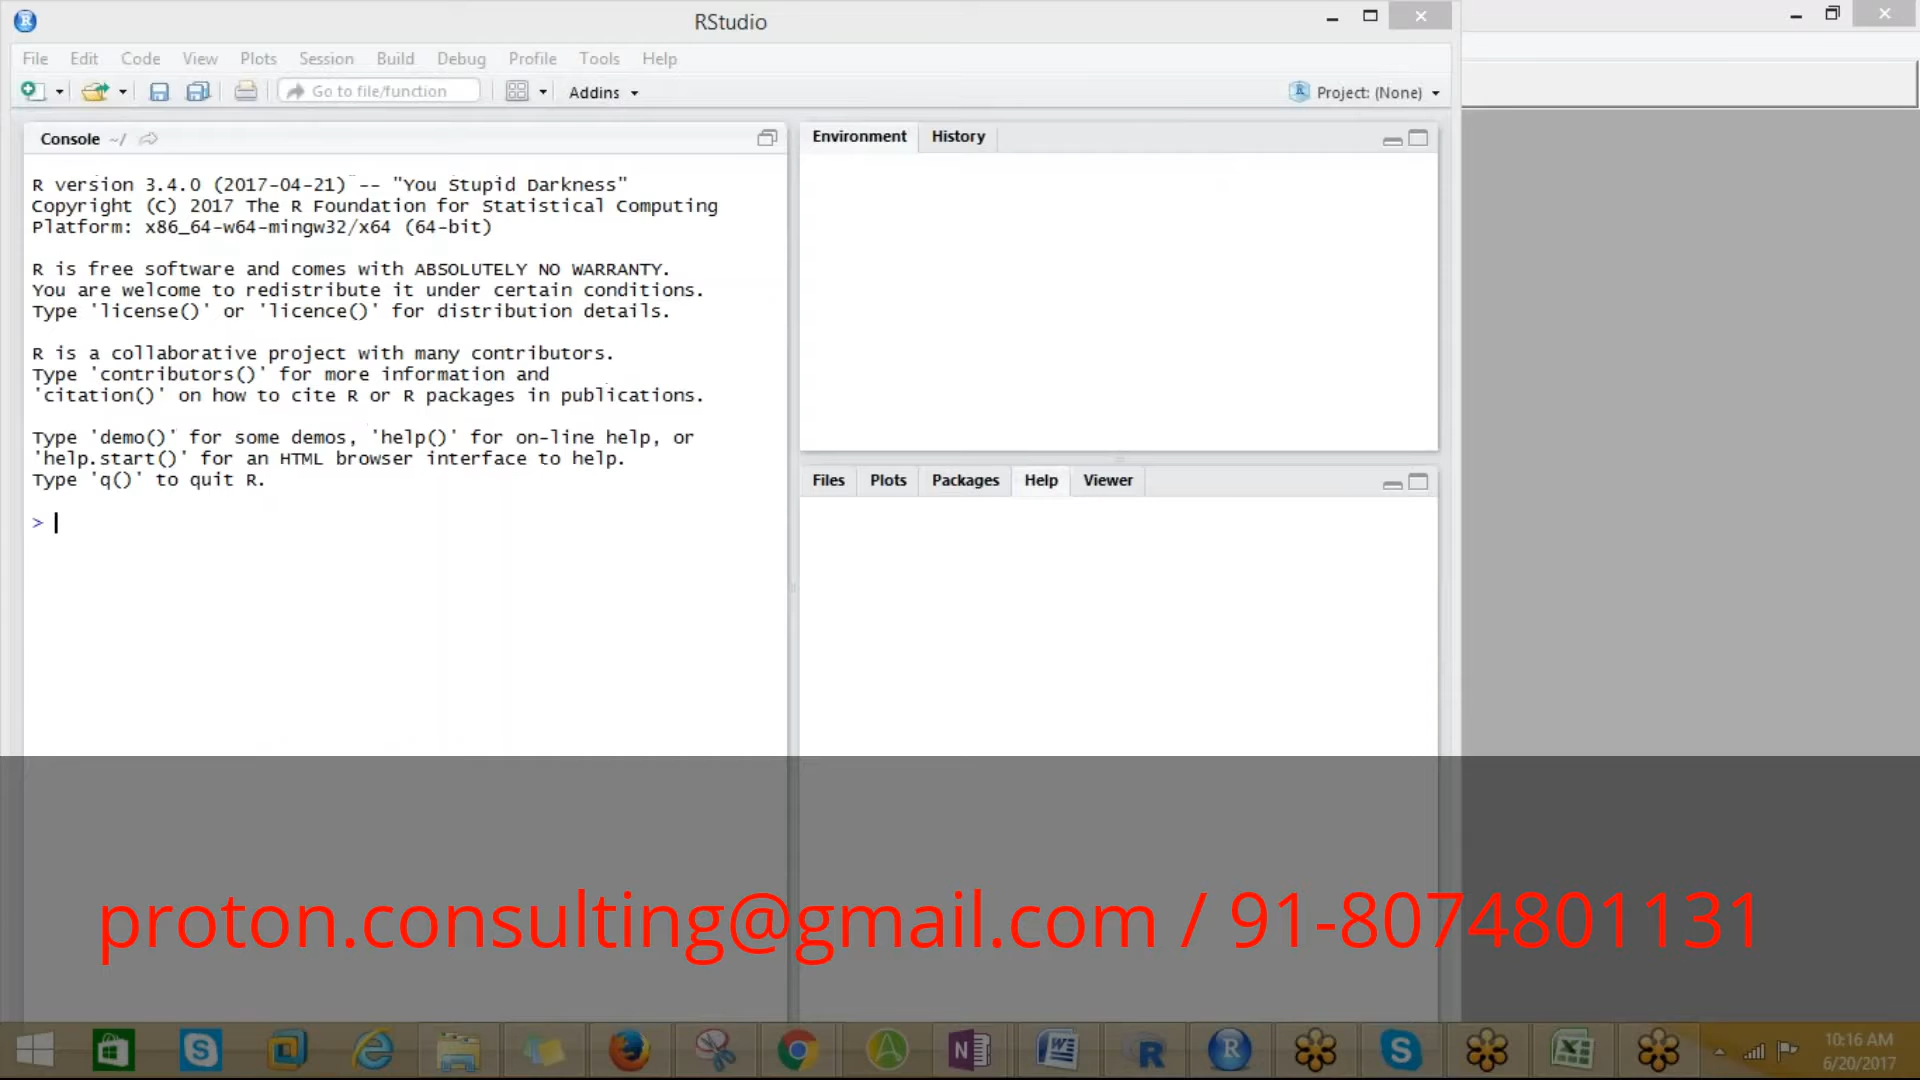 RStudio
File Edit Code View Plots Session Build Debug Profile Tools Help
Go to file/function Addins Project: (None)
Console ~/
Environment History
R version 3.4.0 (2017-04-21) -- "You Stupid Darkness"
Copyright (C) 2017 The R Foundation for Statistical Computing
Platform: x86_64-w64-mingw32/x64 (64-bit)
R is free software and comes with ABSOLUTELY NO WARRANTY.
You are welcome to redistribute it under certain conditions.
Type 'license()' or 'licence()' for distribution details.
R is a collaborative project with many contributors.
Type 'contributors()' for more information and
'citation()' on how to cite R or R packages in publications.
Type 'demo()' for some demos, 'help()' for on-line help, or
'help.start()' for an HTML browser interface to help.
Type 'q()' to quit R.
>
Files Plots Packages Help Viewer
proton.consulting@gmail.com / 91-8074801131
10:16 AM
6/20/2017